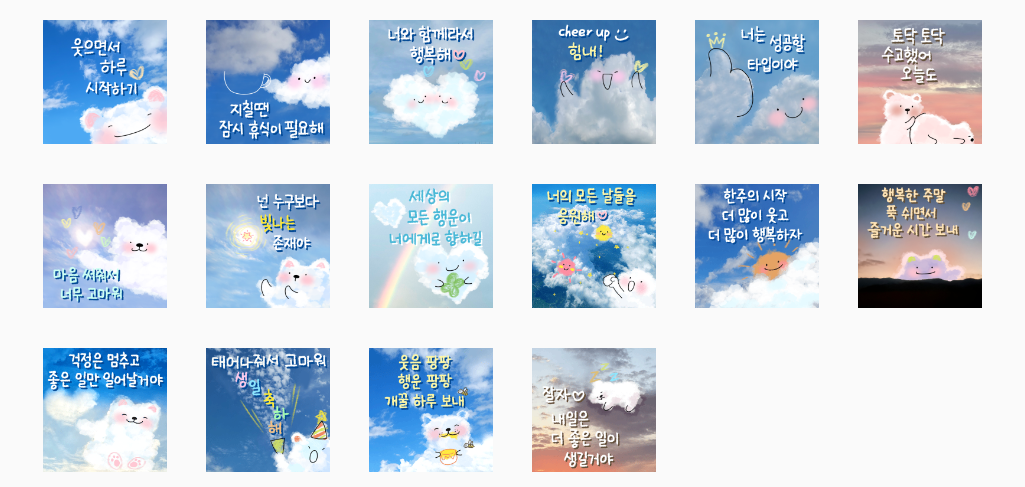 웃으면서
하루
시작하기
지칠땐
잠시 휴식이 필요해
너와 함께라서
행복해
cheer up
힘내!
너는 성공할
타입이야
토닥 토닥
수고했어
오늘도
마음 써줘서
너무 고마워
넌 누구보다
빛나는
존재야
세상의
모든 행운이
너에게로 향하길
너의 모든 날들을
응원해
한주의 시작
더 많이 웃고
더 많이 행복하자
행복한 주말
푹 쉬면서
즐거운 시간 보내
걱정은 멈추고
좋은 일만 일어날거야
태어나줘서 고마워
생일축하해
웃음 팡팡
행운 팡팡
개꿀 하루 보내
잘자
내일은
더 좋은 일이
생길거야